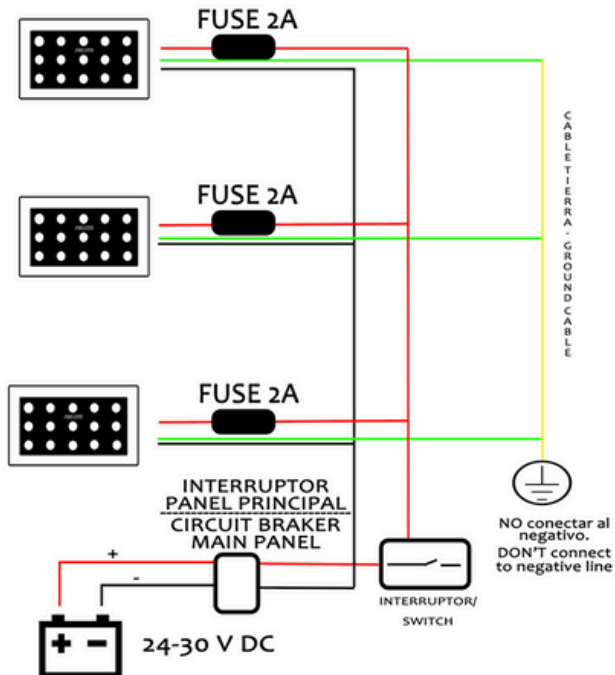 FUSE 2A
FUSE 2A
FUSE 2A
CABLE TIERRA - GROUND CABLE
INTERRUPTOR
PANEL PRINCIPAL
CIRCUIT BRAKER
MAIN PANEL
+
-
+ -
24-30 V DC
INTERRUPTOR/
SWITCH
NO conectar al
negativo.
DON'T connect
to negative line